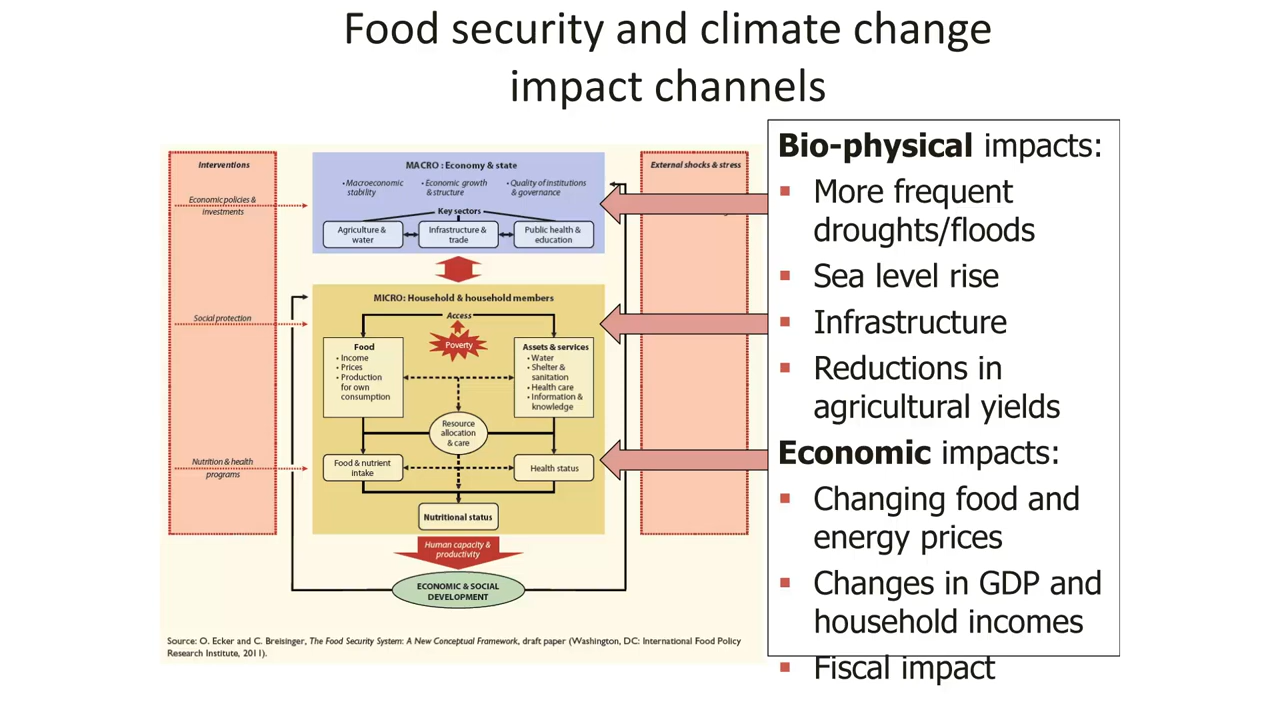 Food security and climate change
impact channels
Interventions
Economic policies &
investments
Social protection
Nutrition & health
programs
MACRO : Economy & state
• Macroeconomic
stability
• Economic growth
& structure
• Quality of institutions
& governance
Key sectors
Agriculture &
water
Infrastructure &
trade
Public health &
education
MICRO: Household & household members
Access
Poverty
Food
• Income
• Prices
• Production
for own
consumption
Assets & services
• Water
• Shelter &
sanitation
• Health care
• Information &
knowledge
Resource
allocation
& care
Food & nutrient
intake
Health status
Nutritional status
Human capacity &
productivity
ECONOMIC & SOCIAL
DEVELOPMENT
External shocks & stress
Source: O. Ecker and C. Breisinger, The Food Security System: A New Conceptual Framework, draft paper (Washington, DC: International Food Policy
Research Institute, 2011).
Bio-physical impacts:
▪ More frequent
droughts/floods
▪ Sea level rise
▪ Infrastructure
▪ Reductions in
agricultural yields
Economic impacts:
▪ Changing food and
energy prices
▪ Changes in GDP and
household incomes
▪ Fiscal impact